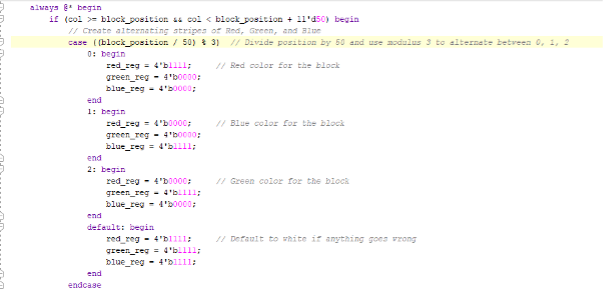 always @* begin
if (col >= block_position && col < block_position + 11'd50) begin
// Create alternating stripes of Red, Green, and Blue
case ((block_position / 50) % 3) // Divide position by 50 and use modulus 3 to alternate between 0, 1, 2
0: begin
red_reg = 4'b1111; // Red color for the block
green_reg = 4'b0000;
blue_reg = 4'b0000;
end
1: begin
red_reg = 4'b0000; // Blue color for the block
green_reg = 4'b0000;
blue_reg = 4'b1111;
end
2: begin
red_reg = 4'b0000; // Green color for the block
green_reg = 4'b1111;
blue_reg = 4'b0000;
end
default: begin
red_reg = 4'b1111; // Default to white if anything goes wrong
green_reg = 4'b1111;
blue_reg = 4'b1111;
end
endcase